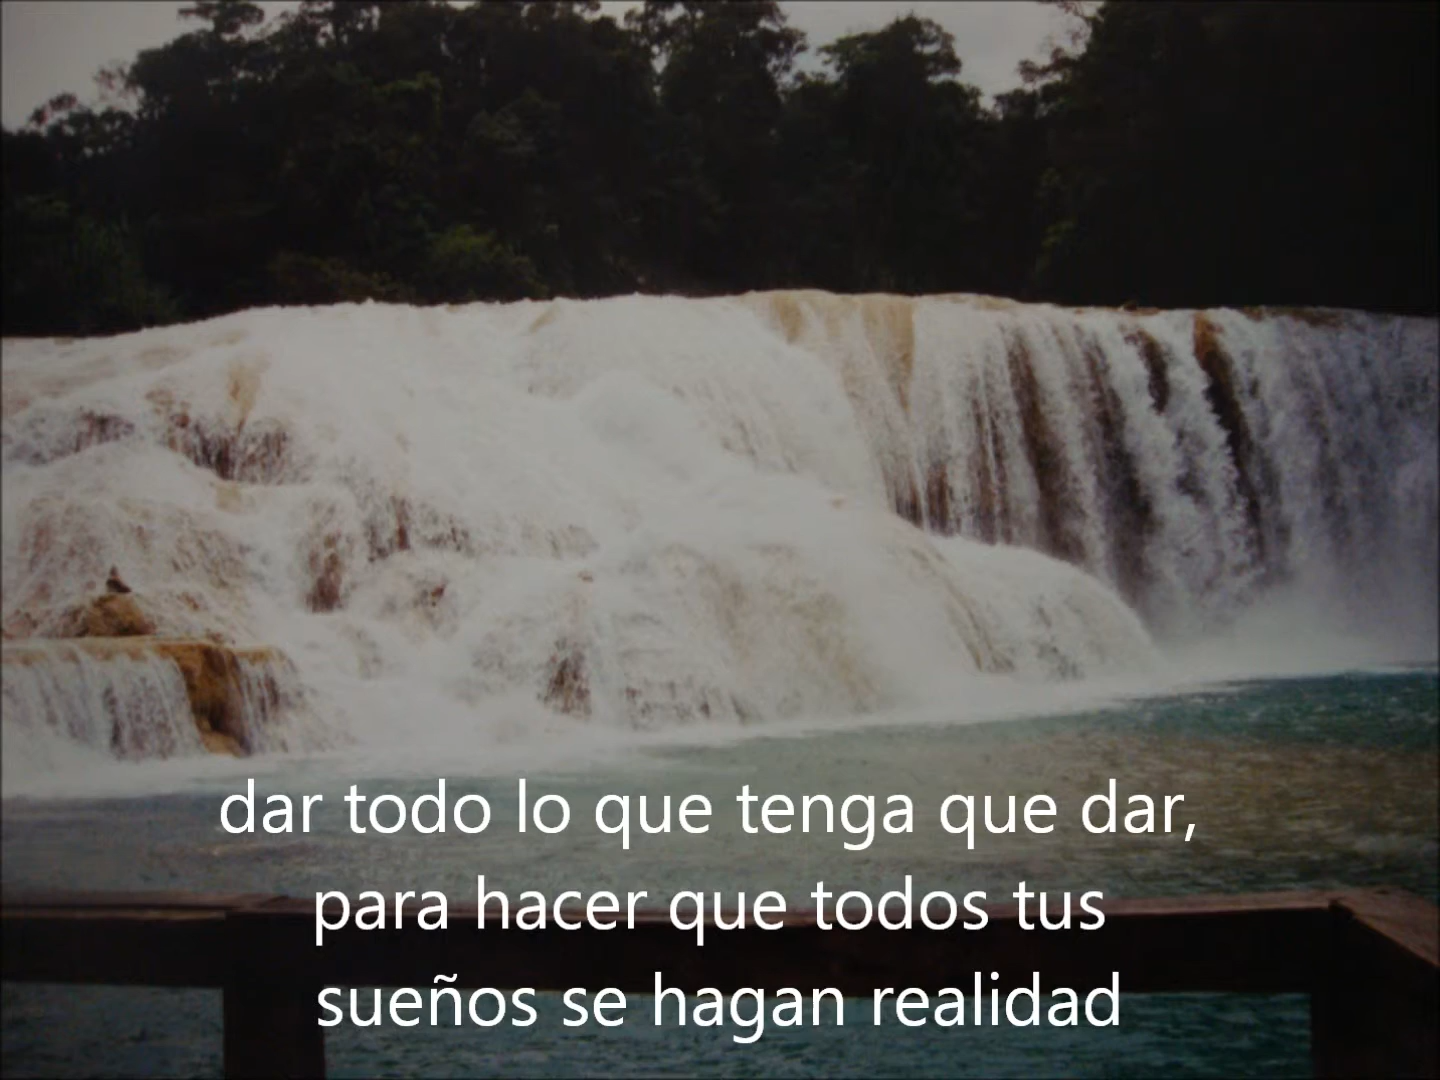 dar todo lo que tenga que dar,
para hacer que todos tus
sueños se hagan realidad